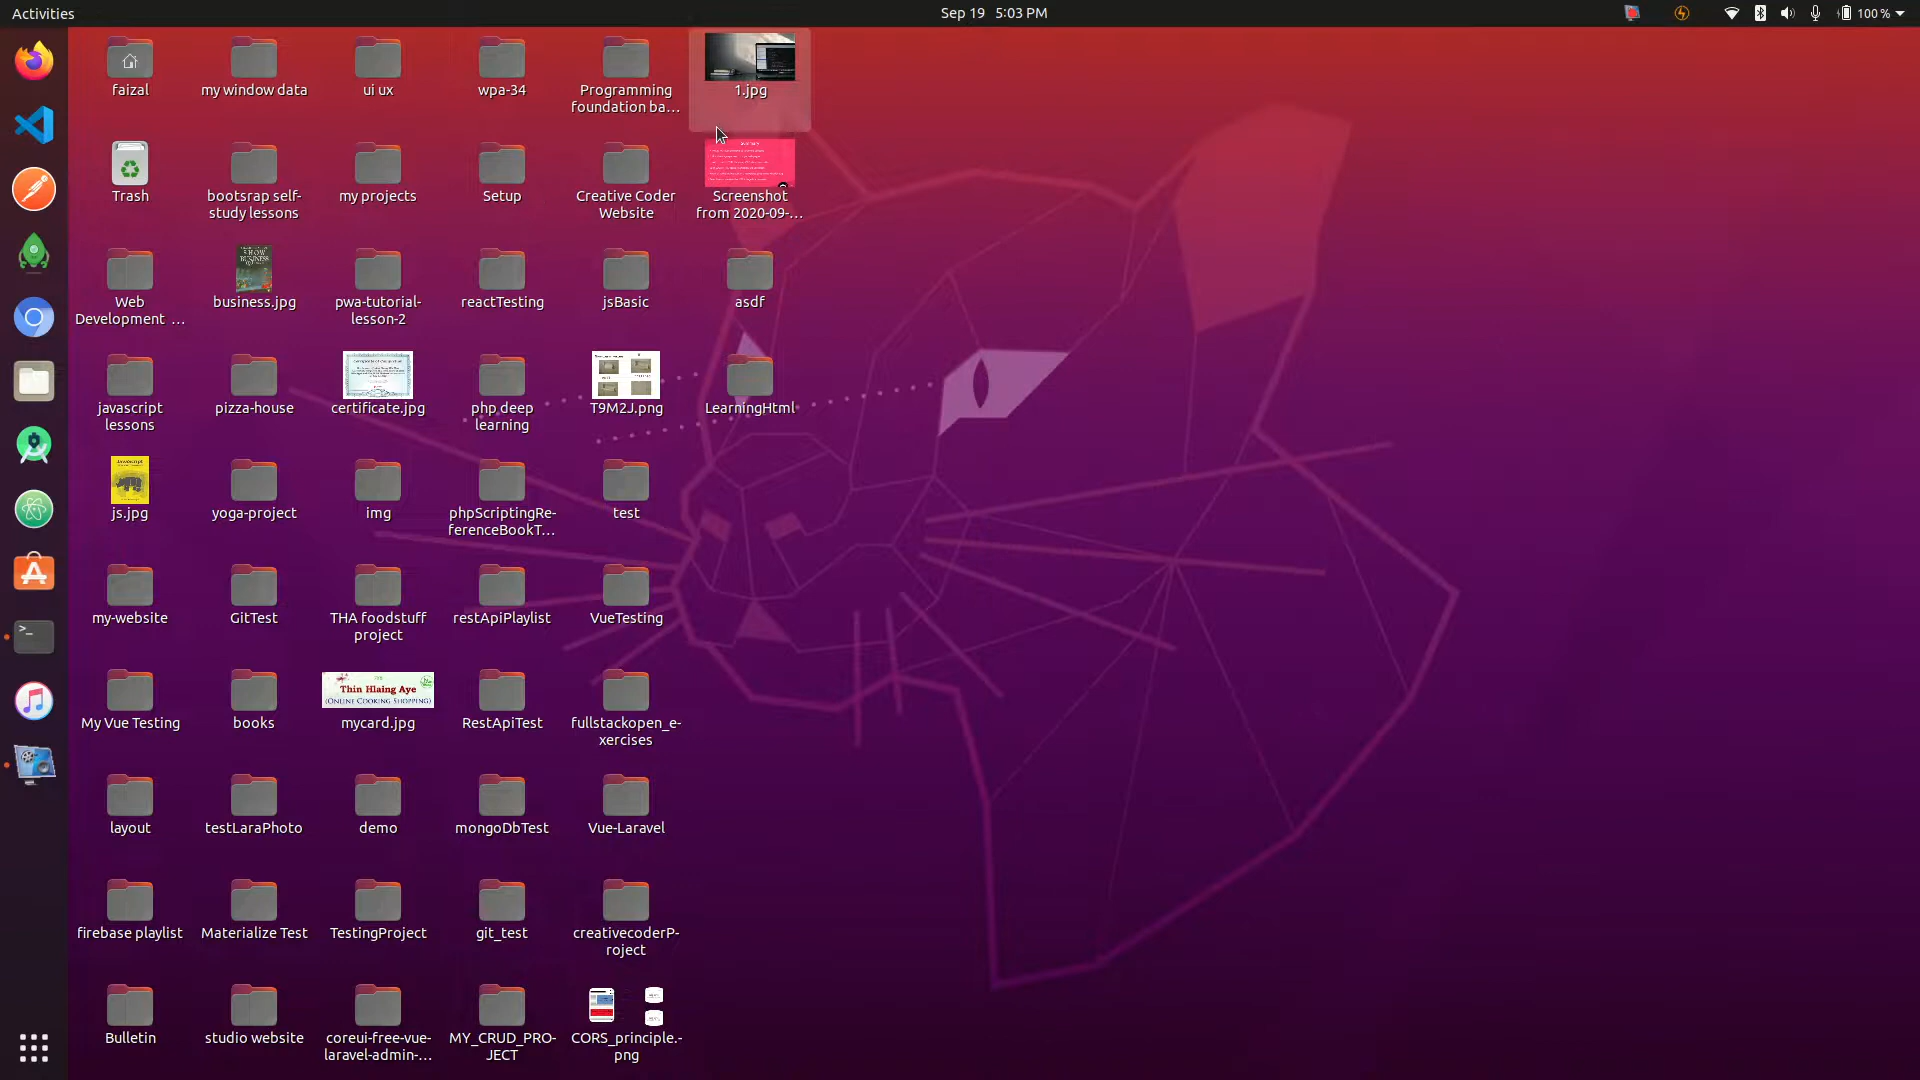 Activities
Sep 19 5:03 PM
100 %
faizal
my window data
ui ux
wpa-34
Programming
foundation ba...
1.jpg
Trash
bootsrap self-
study lessons
my projects
Setup
Creative Coder
Website
Screenshot
from 2020-09-...
Web
Development ...
business.jpg
pwa-tutorial-
lesson-2
reactTesting
jsBasic
asdf
javascript
lessons
pizza-house
certificate.jpg
php deep
learning
T9M2J.png
LearningHtml
js.jpg
yoga-project
img
phpScriptingRe-
ferenceBookT...
test
my-website
GitTest
THA foodstuff
project
restApiPlaylist
VueTesting
Thin Hlaing Aye
(Online Cooking Shopping)
My Vue Testing
books
mycard.jpg
RestApiTest
fullstackopen_e-
xercises
layout
testLaraPhoto
demo
mongoDbTest
Vue-Laravel
firebase playlist
Materialize Test
TestingProject
git_test
creativecoderP-
roject
Bulletin
studio website
coreui-free-vue-
laravel-admin-...
MY_CRUD_PRO-
JECT
CORS_principle.-
png